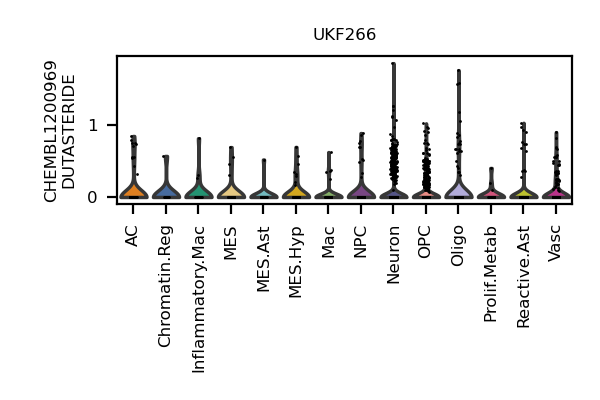 UKF266
CHEMBL1200969
DUTASTERIDE
1
0
AC
Chromatin.Reg
Inflammatory.Mac
MES
MES.Ast
MES.Hyp
Mac
NPC
Neuron
OPC
Oligo
Prolif.Metab
Reactive.Ast
Vasc